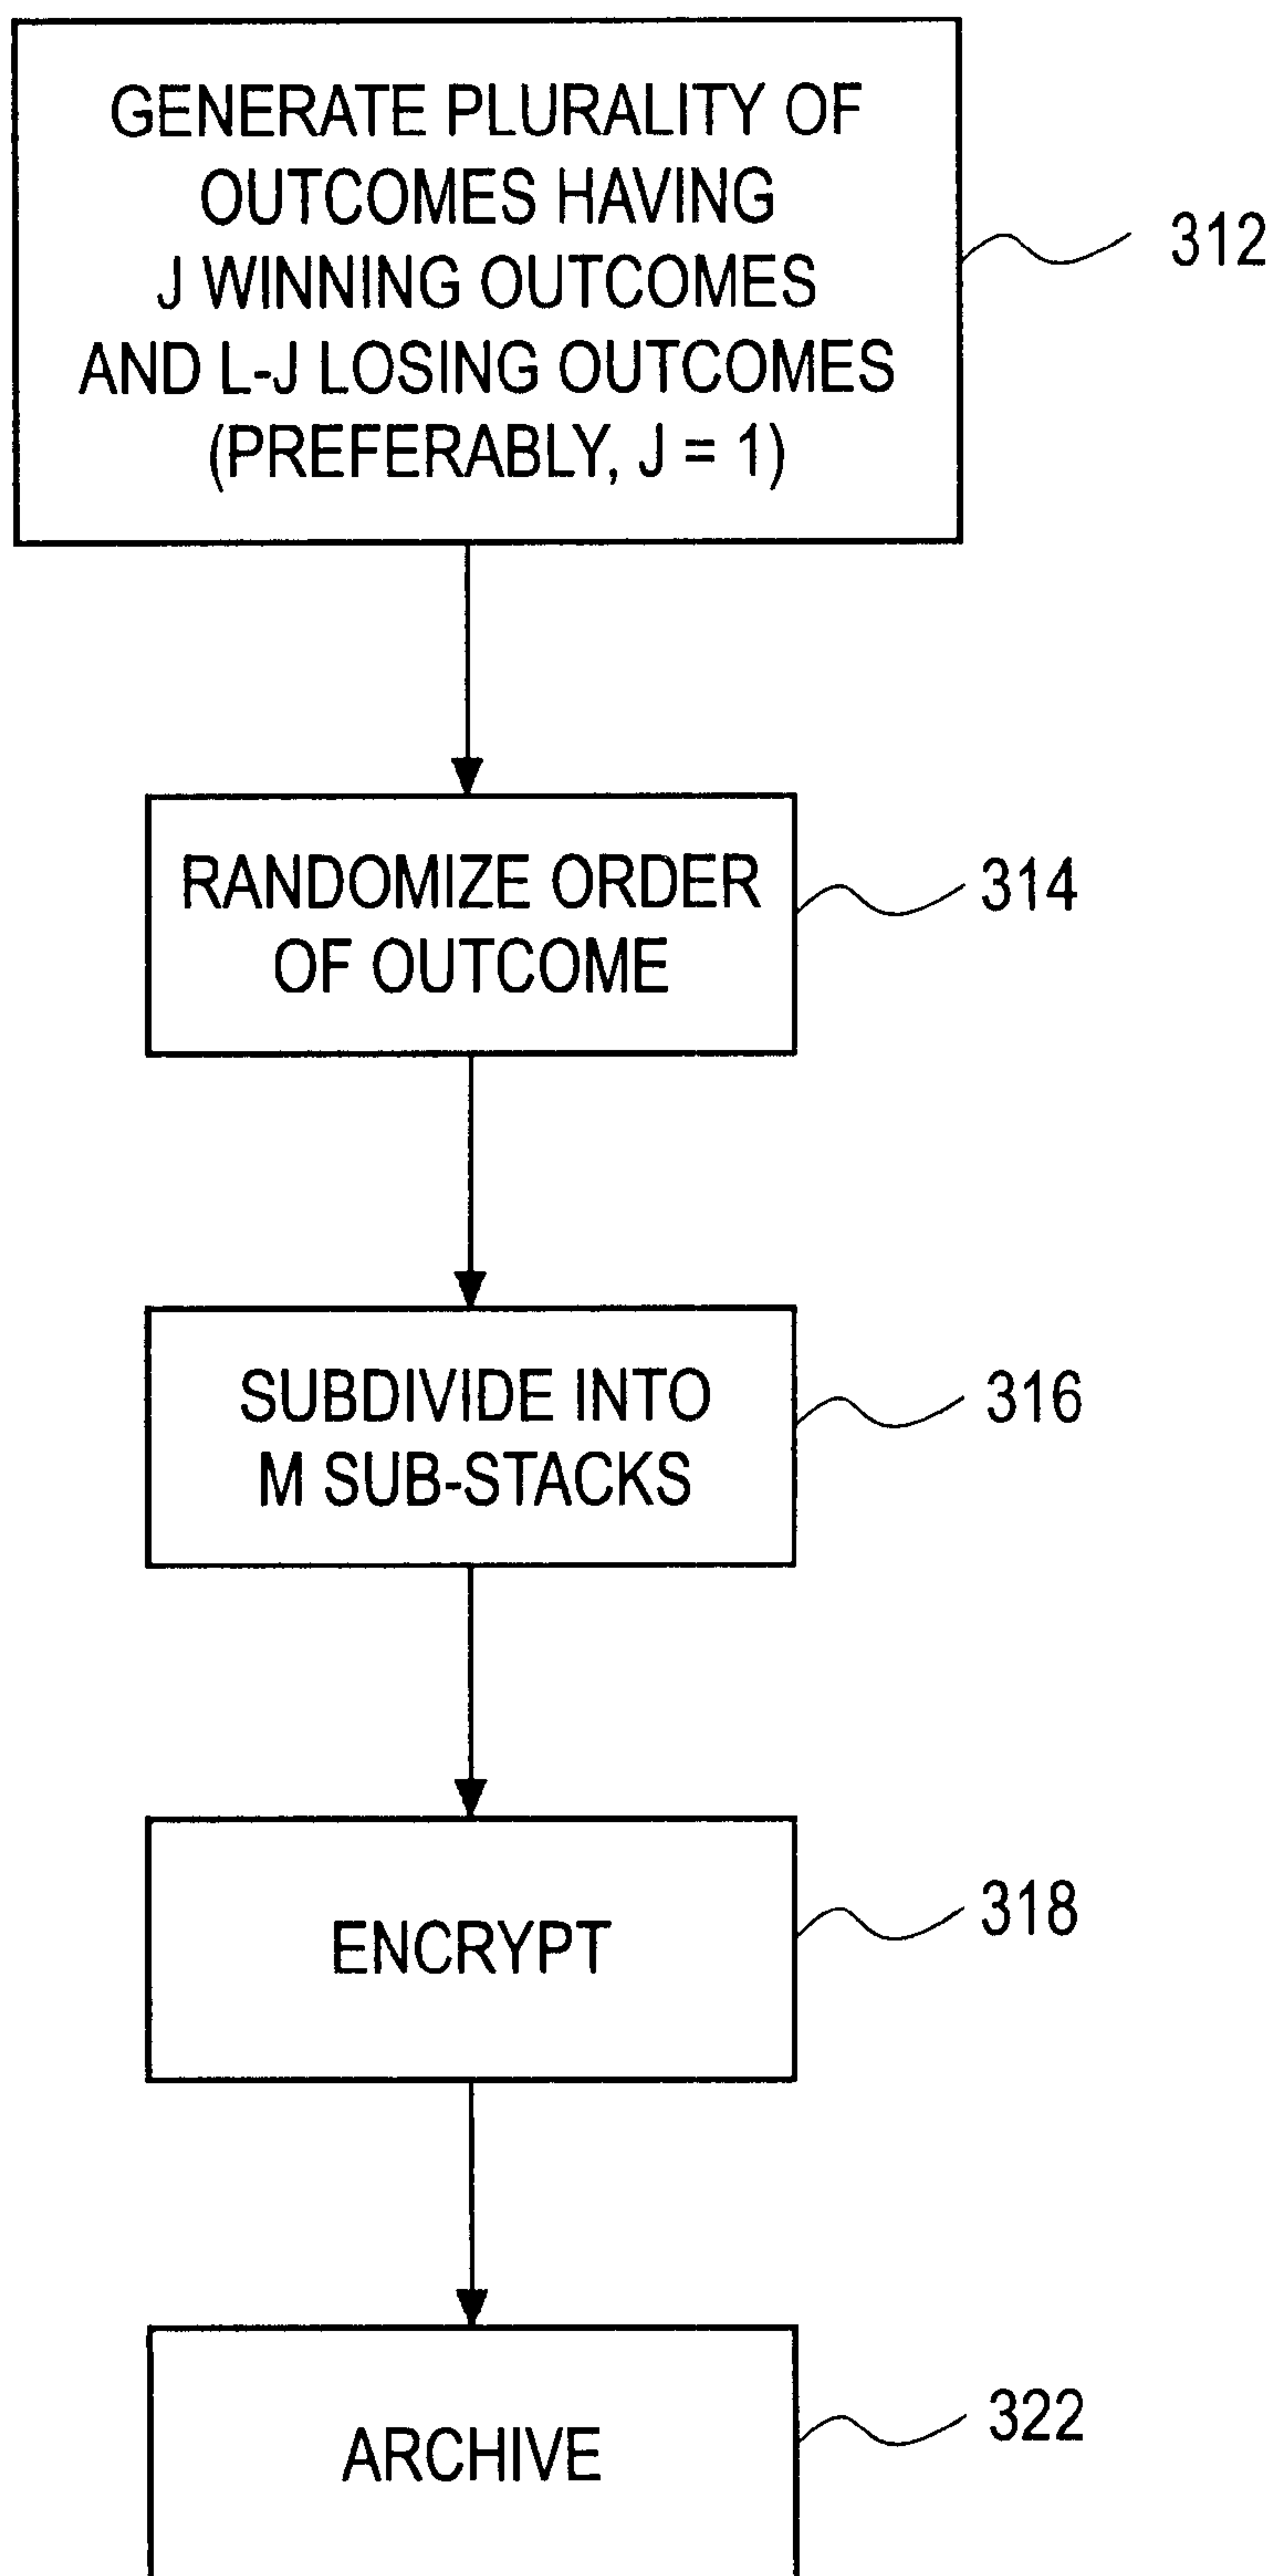 GENERATE PLURALITY OF
OUTCOMES HAVING
J WINNING OUTCOMES
AND L-J LOSING OUTCOMES
(PREFERABLY, J = 1)
312
RANDOMIZE ORDER
OF OUTCOME
314
SUBDIVIDE INTO
M SUB-STACKS
316
ENCRYPT
318
ARCHIVE
322